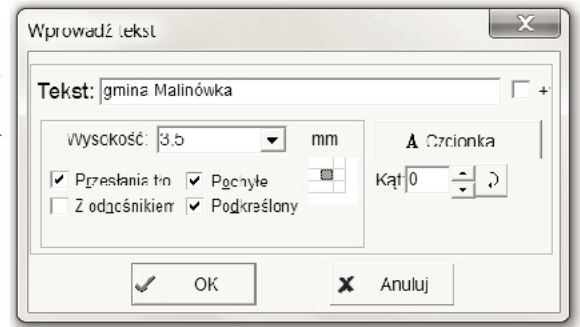 Wprowadź tekst
Tekst: gmina Malinówka
Wysokość: 3,5 mm
A Czcionka
Przesłania tło Pochyłe
Kąt: 0
Z odnośnikiem Podkreślony
OK Anuluj